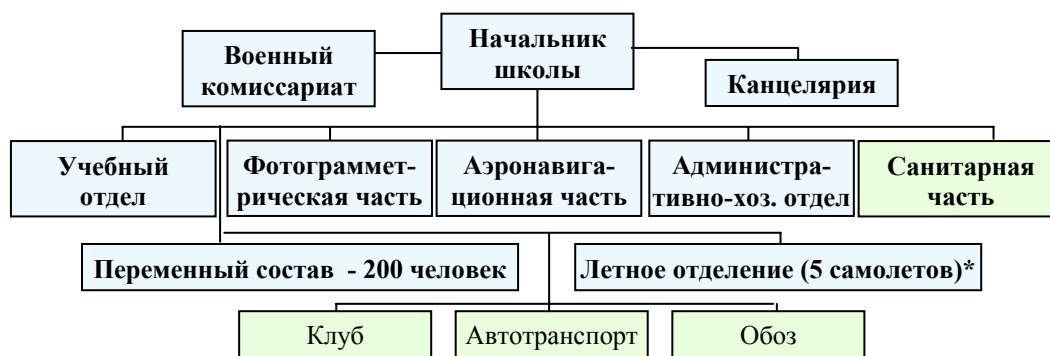 Военный
комиссариат
Начальник
школы
Канцелярия
Учебный
отдел
Фотограммет-
рическая часть
Аэронавига-
ционная часть
Административ-
тивно-хоз. отдел
Санитарная
часть
Переменный состав - 200 человек
Летное отделение (5 самолетов)*
Клуб
Автотранспорт
Обоз